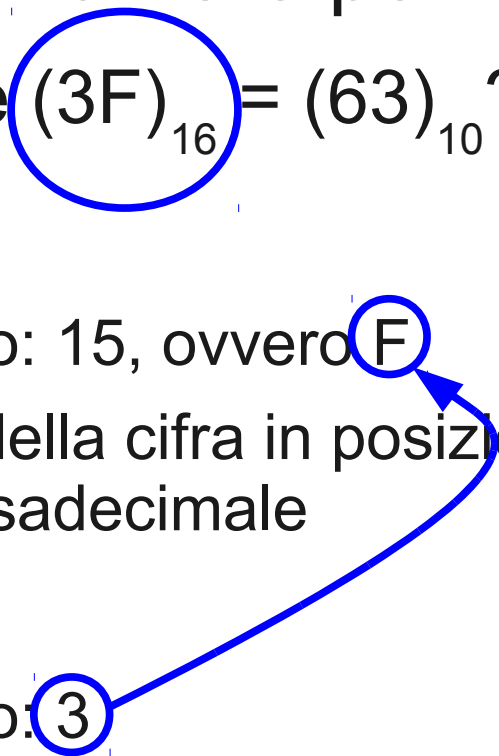 (3F)16 = (63)10
o: 15, ovvero F
della cifra in posizi
sadecimale
o: 3